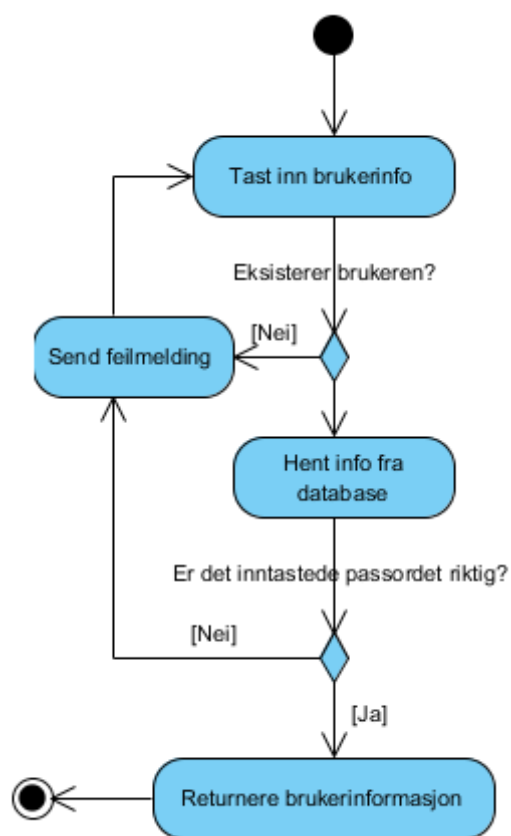 Tast inn brukerinfo
Eksisterer brukeren?
[Nei]
Send feilmelding
Hent info fra
database
Er det inntastede passordet riktig?
[Nei]
[Ja]
Returnere brukerinformasjon